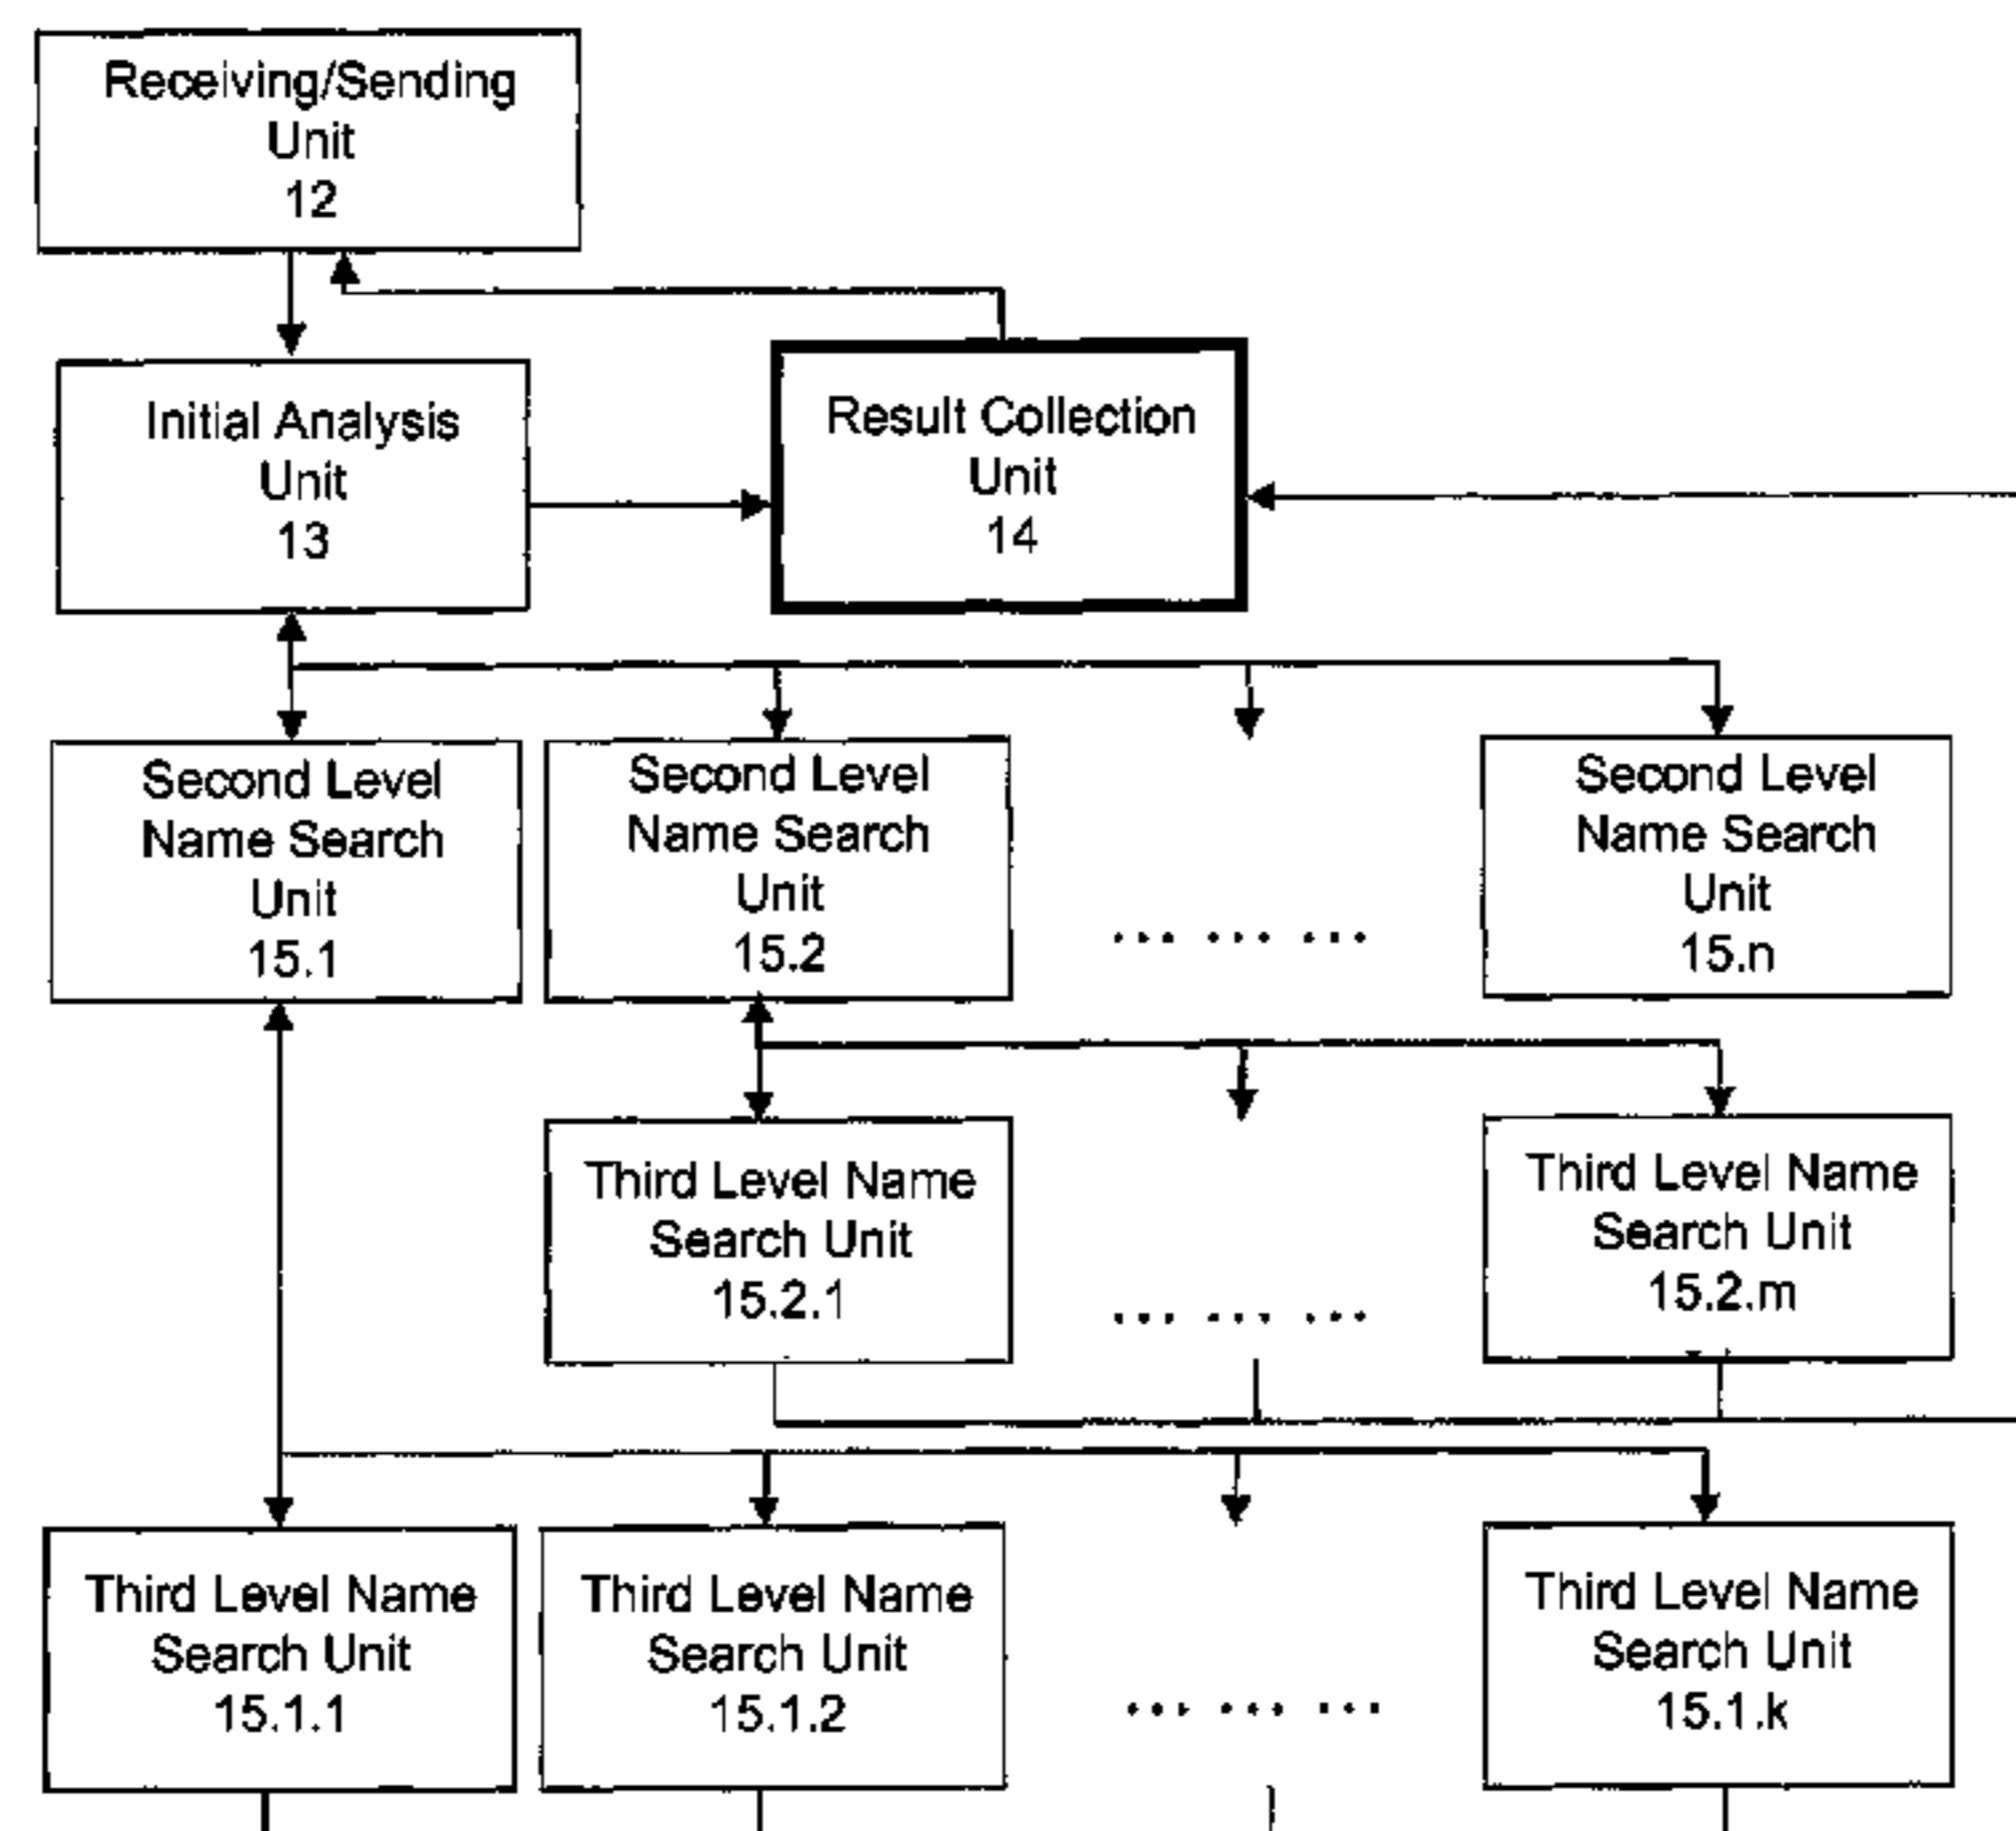 Receiving/Sending
Unit
12
Initial Analysis
Unit
13
Result Collection
Unit
14
Second Level
Name Search
Unit
15.1
Second Level
Name Search
Unit
15.2
... ... ...
Second Level
Name Search
Unit
15.n
Third Level Name
Search Unit
15.2.1
... ... ...
Third Level Name
Search Unit
15.2.m
Third Level Name
Search Unit
15.1.1
Third Level Name
Search Unit
15.1.2
... ... ...
Third Level Name
Search Unit
15.1.k